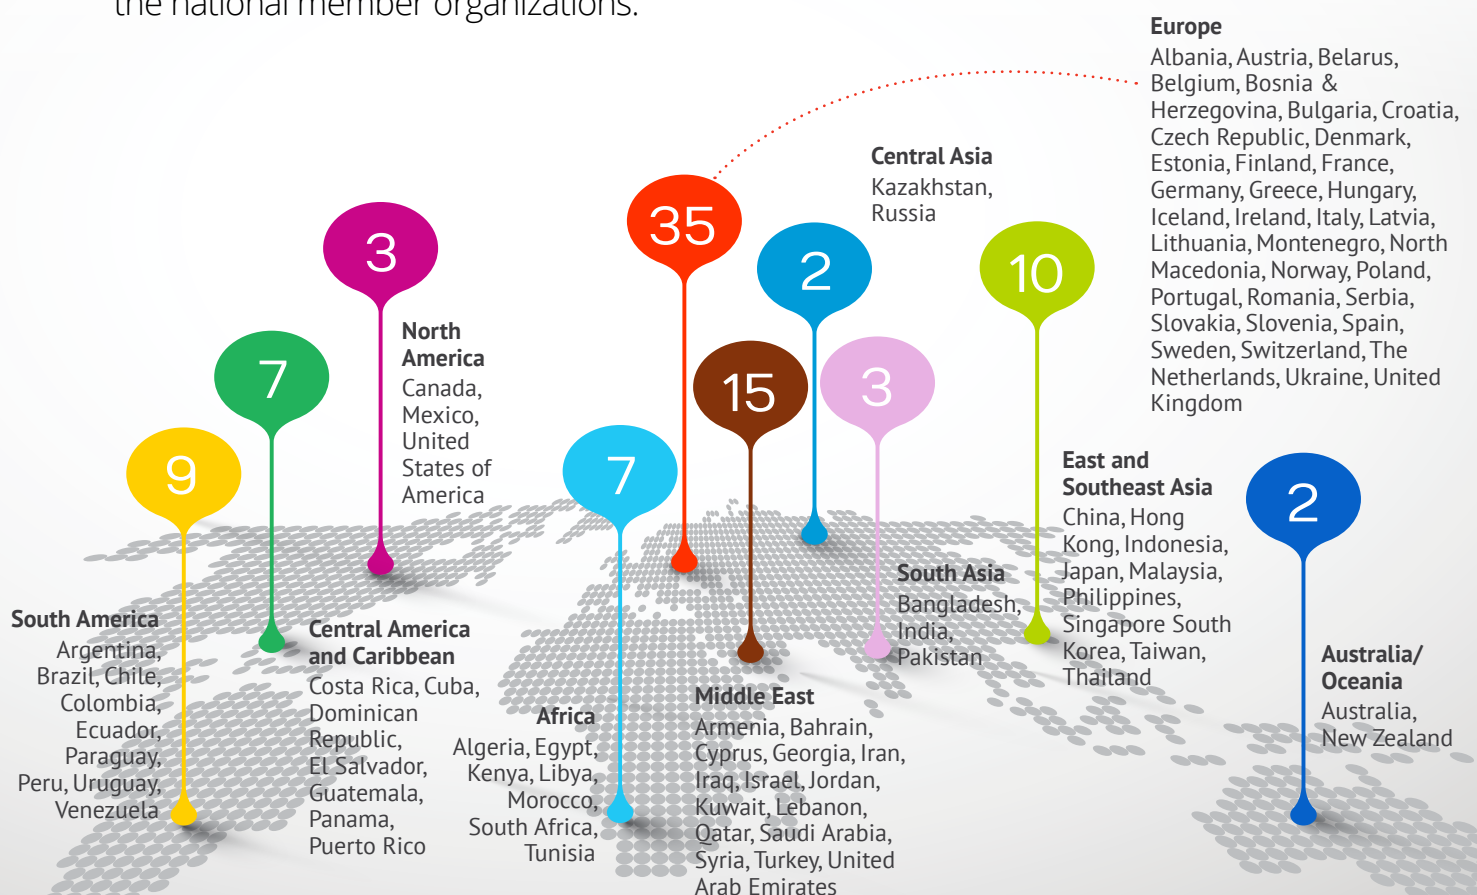 the national member organizations.
Europe
Albania, Austria, Belarus,
Belgium, Bosnia &
Herzegovina, Bulgaria, Croatia,
Czech Republic, Denmark,
Estonia, Finland, France,
Germany, Greece, Hungary,
Iceland, Ireland, Italy, Latvia,
Lithuania, Montenegro, North
Macedonia, Norway, Poland,
Portugal, Romania, Serbia,
Slovakia, Slovenia, Spain,
Sweden, Switzerland, The
Netherlands, Ukraine, United
Kingdom
35
Central Asia
Kazakhstan,
Russia
2
3
North
America
Canada,
Mexico,
United
States of
America
10
East and
Southeast Asia
China, Hong
Kong, Indonesia,
Japan, Malaysia,
Philippines,
Singapore South
Korea, Taiwan,
Thailand
7
Central America
and Caribbean
Costa Rica, Cuba,
Dominican
Republic,
El Salvador,
Guatemala,
Panama,
Puerto Rico
15
Middle East
Armenia, Bahrain,
Cyprus, Georgia, Iran,
Iraq, Israel, Jordan,
Kuwait, Lebanon,
Qatar, Saudi Arabia,
Syria, Turkey, United
Arab Emirates
3
South Asia
Bangladesh,
India,
Pakistan
9
South America
Argentina,
Brazil, Chile,
Colombia,
Ecuador,
Paraguay,
Peru, Uruguay,
Venezuela
7
Africa
Algeria, Egypt,
Kenya, Libya,
Morocco,
South Africa,
Tunisia
2
Australia/
Oceania
Australia,
New Zealand